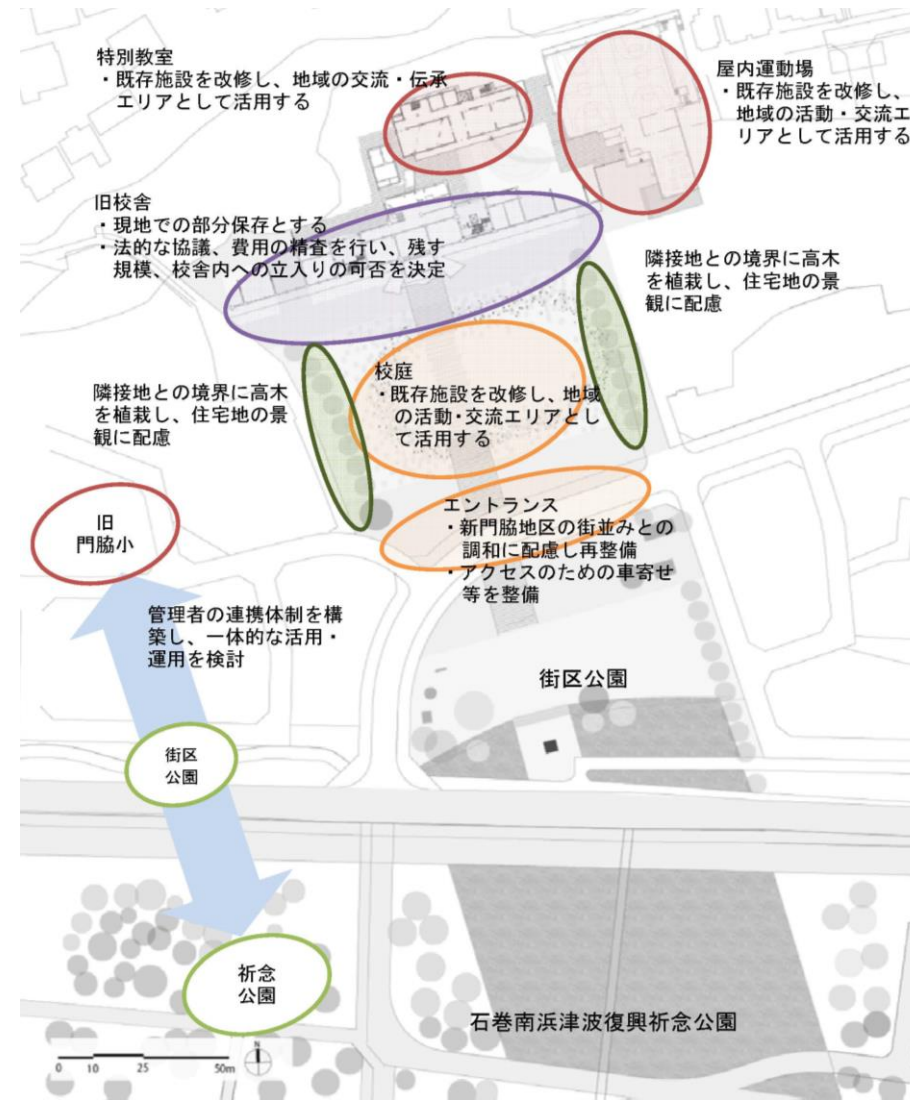 特別教室
・既存施設を改修し、地域の交流・伝承
エリアとして活用する
屋内運動場
・既存施設を改修し、
地域の活動・交流エ
リアとして活用する
旧校舎
・現地での部分保存とする
・法的な協議、費用の精査を行い、残す
規模、校舎内への立入りの可否を決定
隣接地との境界に高木
を植栽し、住宅地の景
観に配慮
校庭
・既存施設を改修し、地域
の活動・交流エリアとし
て活用する
隣接地との境界に高木
を植栽し、住宅地の景
観に配慮
エントランス
・新門脇地区の街並みとの
調和に配慮し再整備
・アクセスのための車寄せ
等を整備
旧
門脇小
管理者の連携体制を構
築し、一体的な活用・
運用を検討
街区公園
街区
公園
祈念
公園
石巻南浜津波復興祈念公園
0 10 25 50m
N